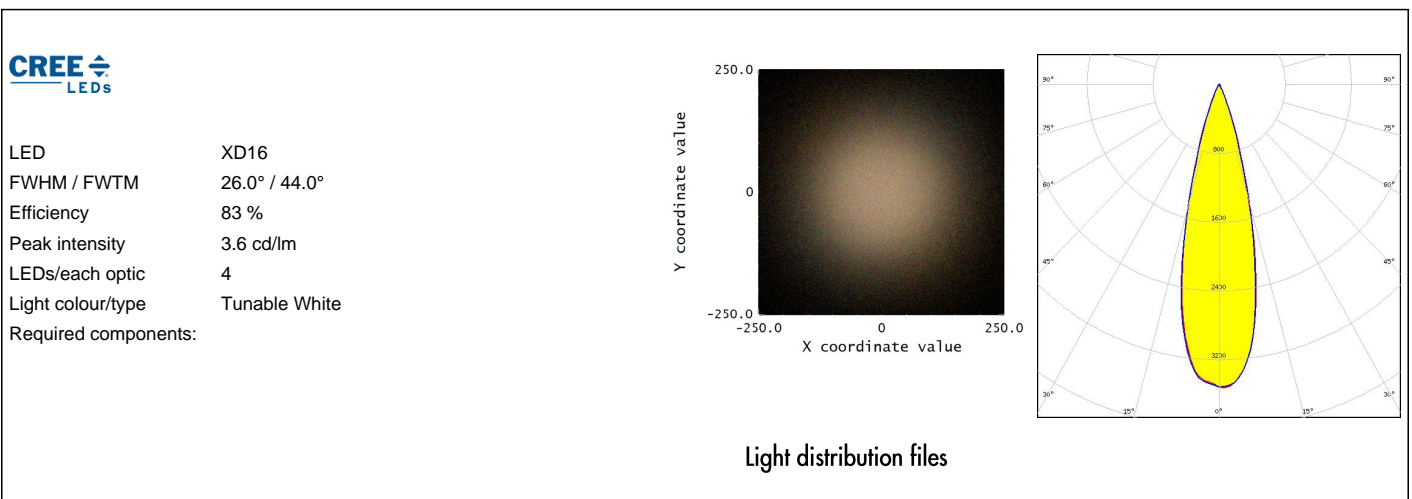 CREE
LEDs
LED XD16
FWHM / FWTM 26.0° / 44.0°
Efficiency 83 %
Peak intensity 3.6 cd/lm
LEDs/each optic 4
Light colour/type Tunable White
Required components:
250.0
Y coordinate value
0
-250.0
-250.0 0 250.0
X coordinate value
90° 90°
75° 75°
800
60° 60°
1600
45° 45°
2400
3200
30° 30°
15° 0° 15°
Light distribution files